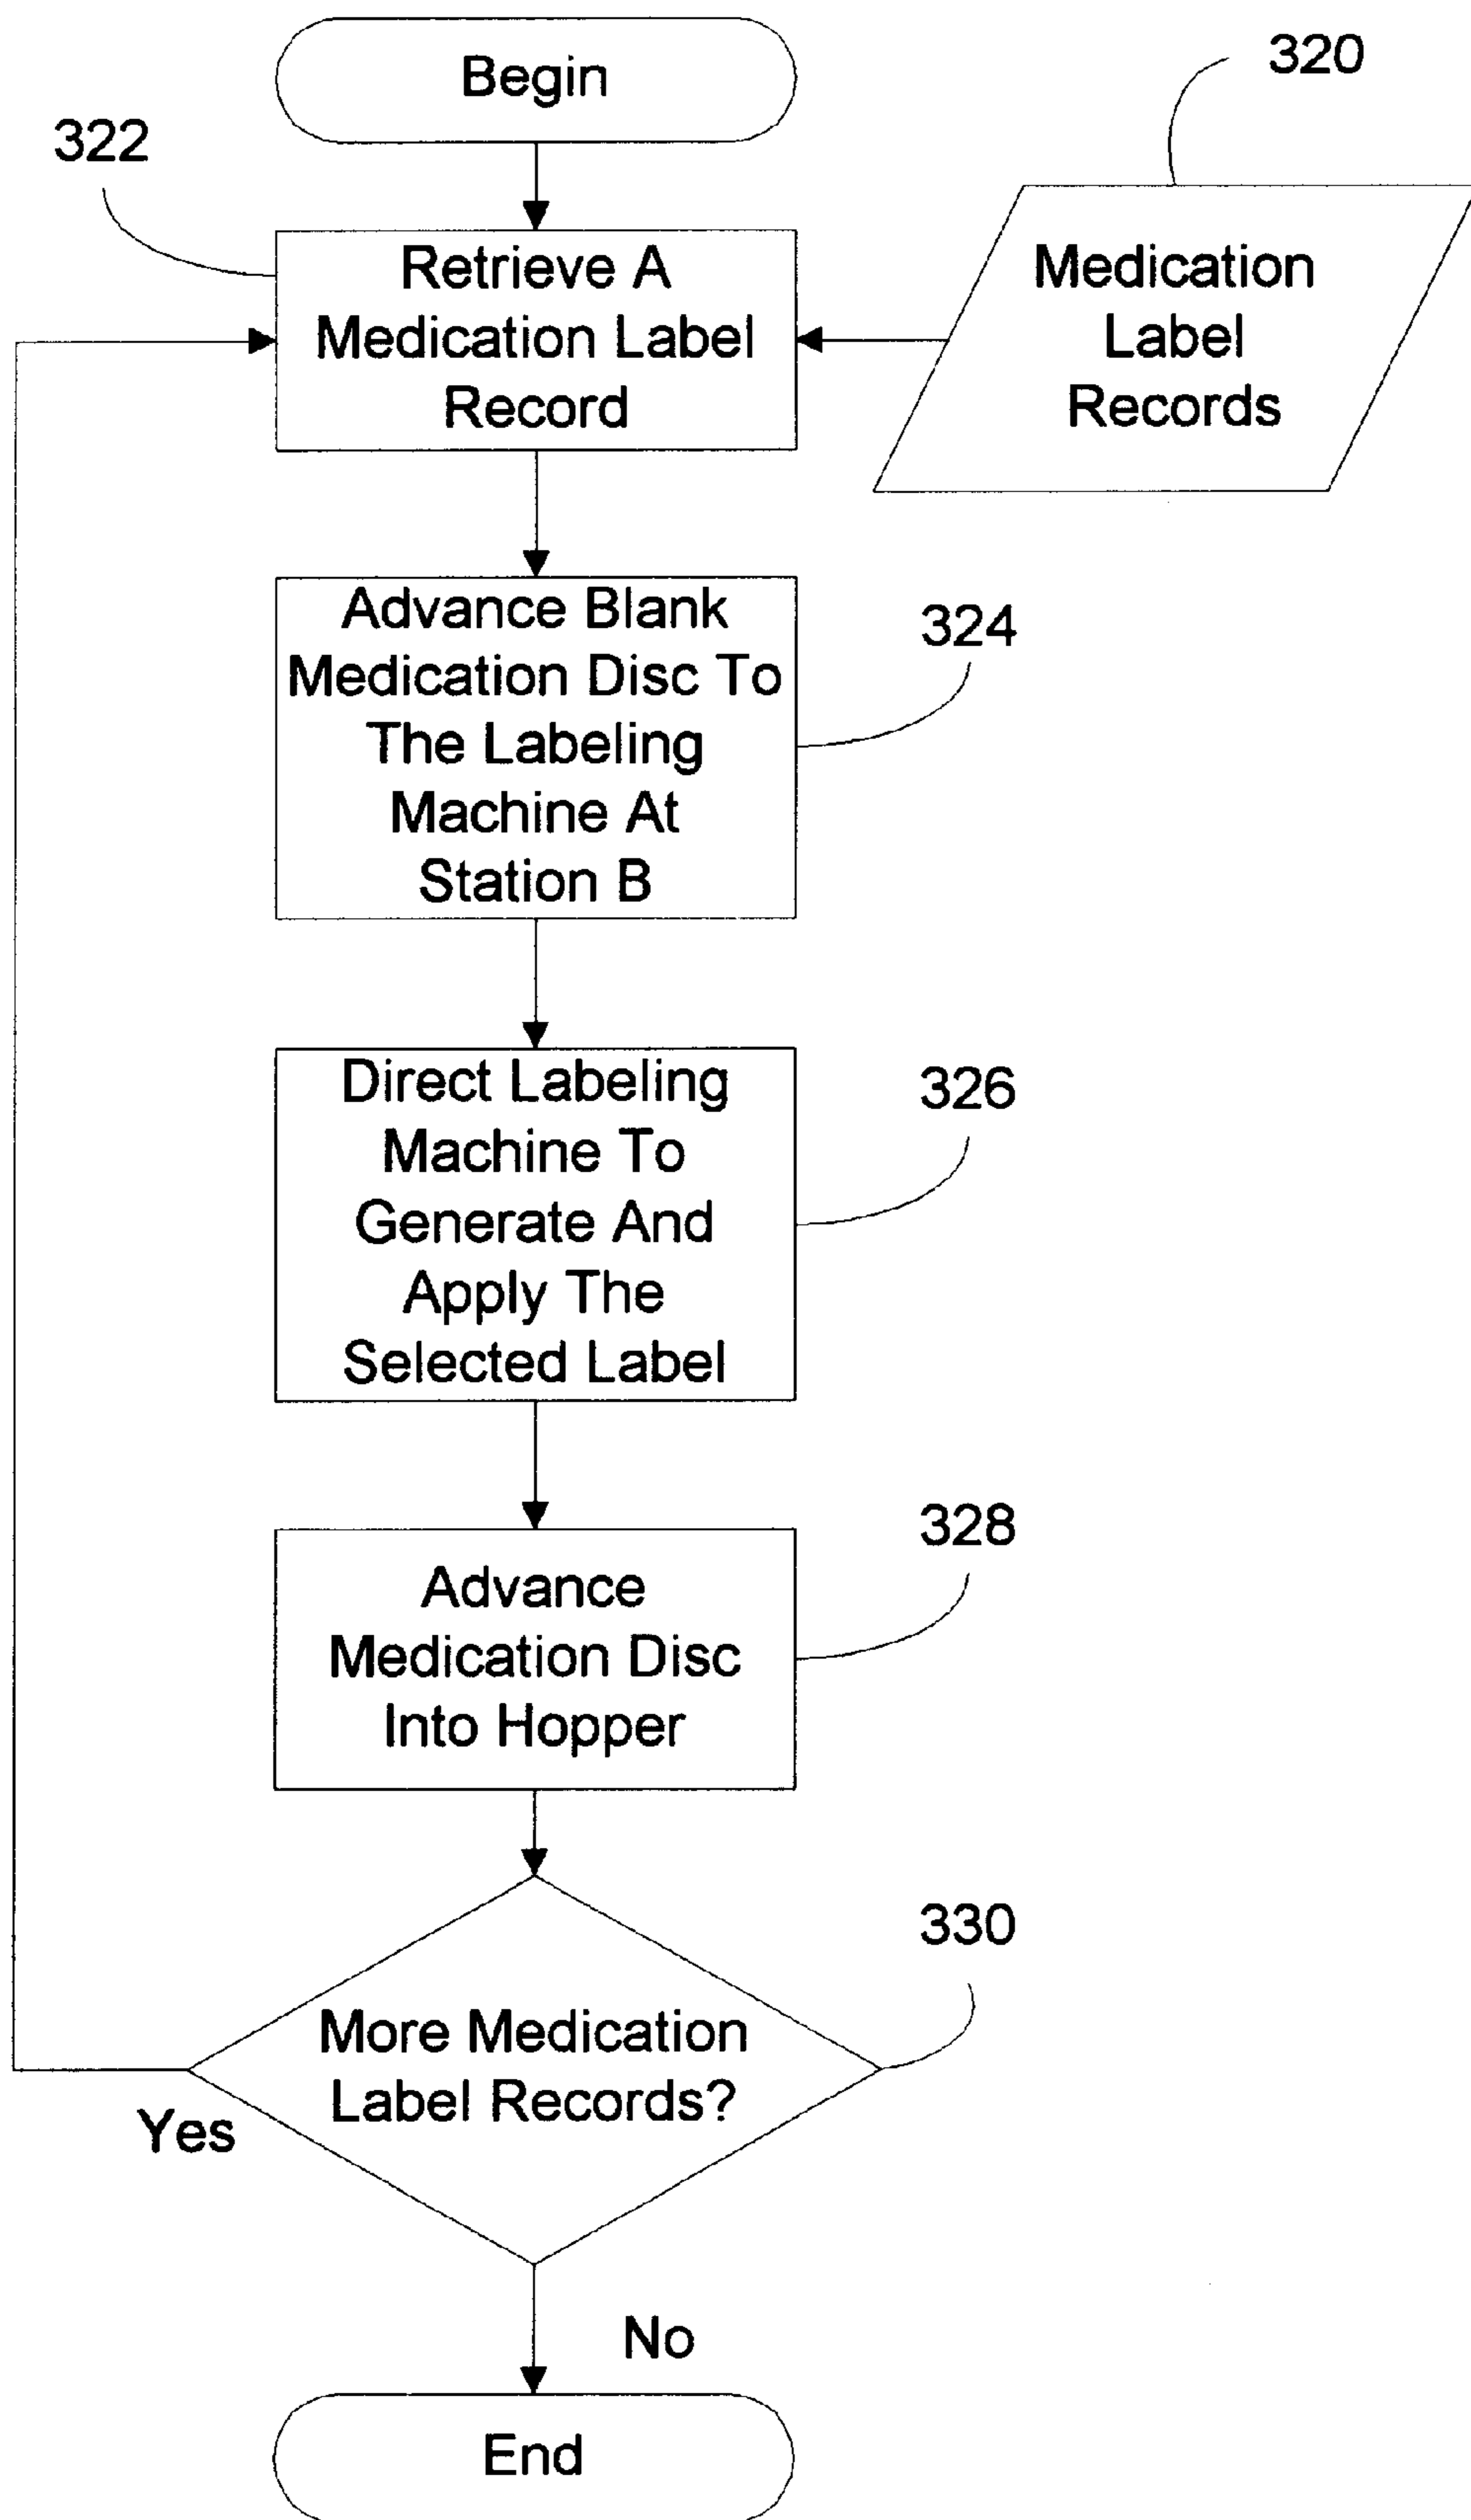 Begin
320
322
Retrieve A
Medication Label
Record
Medication
Label
Records
Advance Blank
Medication Disc To
The Labeling
Machine At
Station B
324
Direct Labeling
Machine To
Generate And
Apply The
Selected Label
326
Advance
Medication Disc
Into Hopper
328
More Medication
Label Records?
330
Yes
No
End